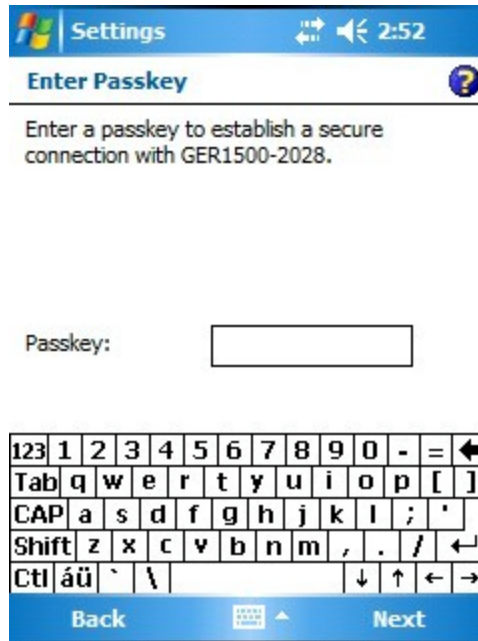 Settings 2:52
Enter Passkey ?
Enter a passkey to establish a secure
connection with GER1500-2028.
Passkey:
123 1 2 3 4 5 6 7 8 9 0 - = 🡸
Tab q w e r t y u i o p [ ]
CAP a s d f g h j k l ; '
Shift z x c v b n m , . / ↵
Ctl áü ` \ ↓ ↑ ← →
Back Next